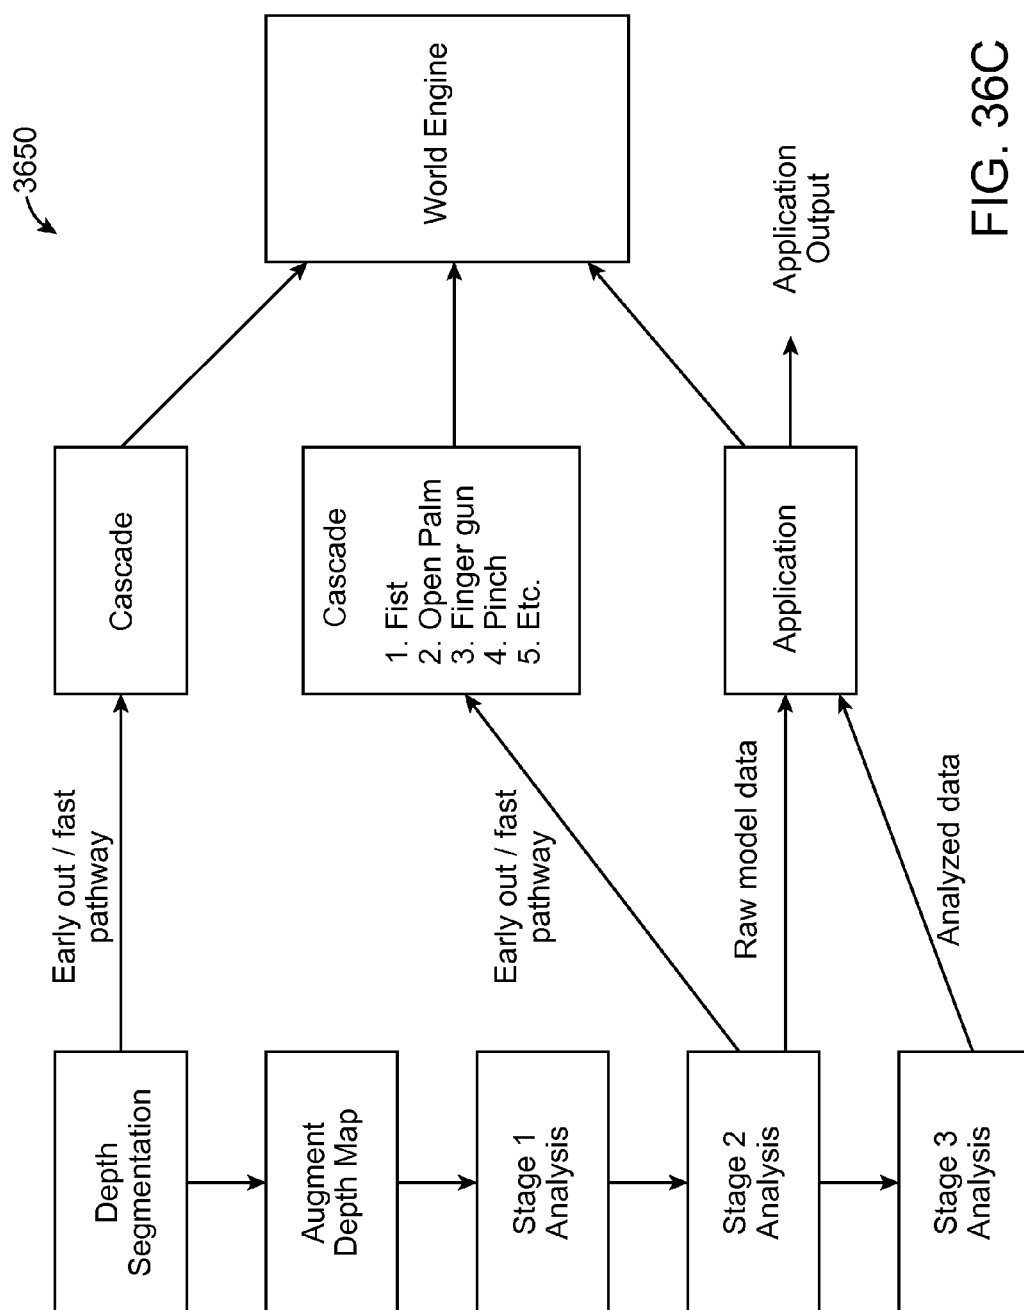 3650
Depth
Segmentation
Early out / fast
pathway
Cascade
Augment
Depth Map
Cascade
1. Fist
2. Open Palm
3. Finger gun
4. Pinch
5. Etc.
World Engine
Stage 1
Analysis
Early out / fast
pathway
Stage 2
Analysis
Raw model data
Application
Application
Output
Stage 3
Analysis
Analyzed data
FIG. 36C